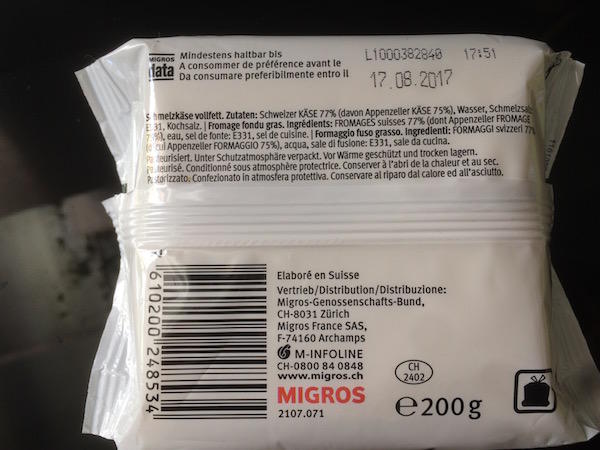 MIGROS
data
Mindestens haltbar bis
A consommer de préférence avant le
Da consumare preferibilmente entro il
L1000382840 17:51
17.08.2017
Schmelzkäse vollfett. Zutaten: Schweizer KÄSE 77% (davon Appenzeller KÄSE 75%), Wasser, Schmelzsalz:
E331, Kochsalz. | Fromage fondu gras. Ingrédients: FROMAGES suisses 77% (dont Appenzeller FROMAGE
75%), eau, sel de fonte: E331, sel de cuisine. | Formaggio fuso grasso. Ingredienti: FORMAGGI svizzeri 77%
(di cui Appenzeller FORMAGGIO 75%), acqua, sale di fusione: E331, sale da cucina.
Pasteurisiert. Unter Schutzatmosphäre verpackt. Vor Wärme geschützt und trocken lagern.
Pasteurisé. Conditionné sous atmosphère protectrice. Conserver à l'abri de la chaleur et au sec.
Pastorizzato. Confezionato in atmosfera protettiva. Conservare al riparo dal calore ed all'asciutto.
7 610200 248534
Elaboré en Suisse
Vertrieb/Distribution/Distribuzione:
Migros-Genossenschafts-Bund,
CH-8031 Zürich
Migros France SAS,
F-74160 Archamps
M-INFOLINE
CH-0800 84 0848
www.migros.ch
MIGROS
2107.071
CH
2402
e200g